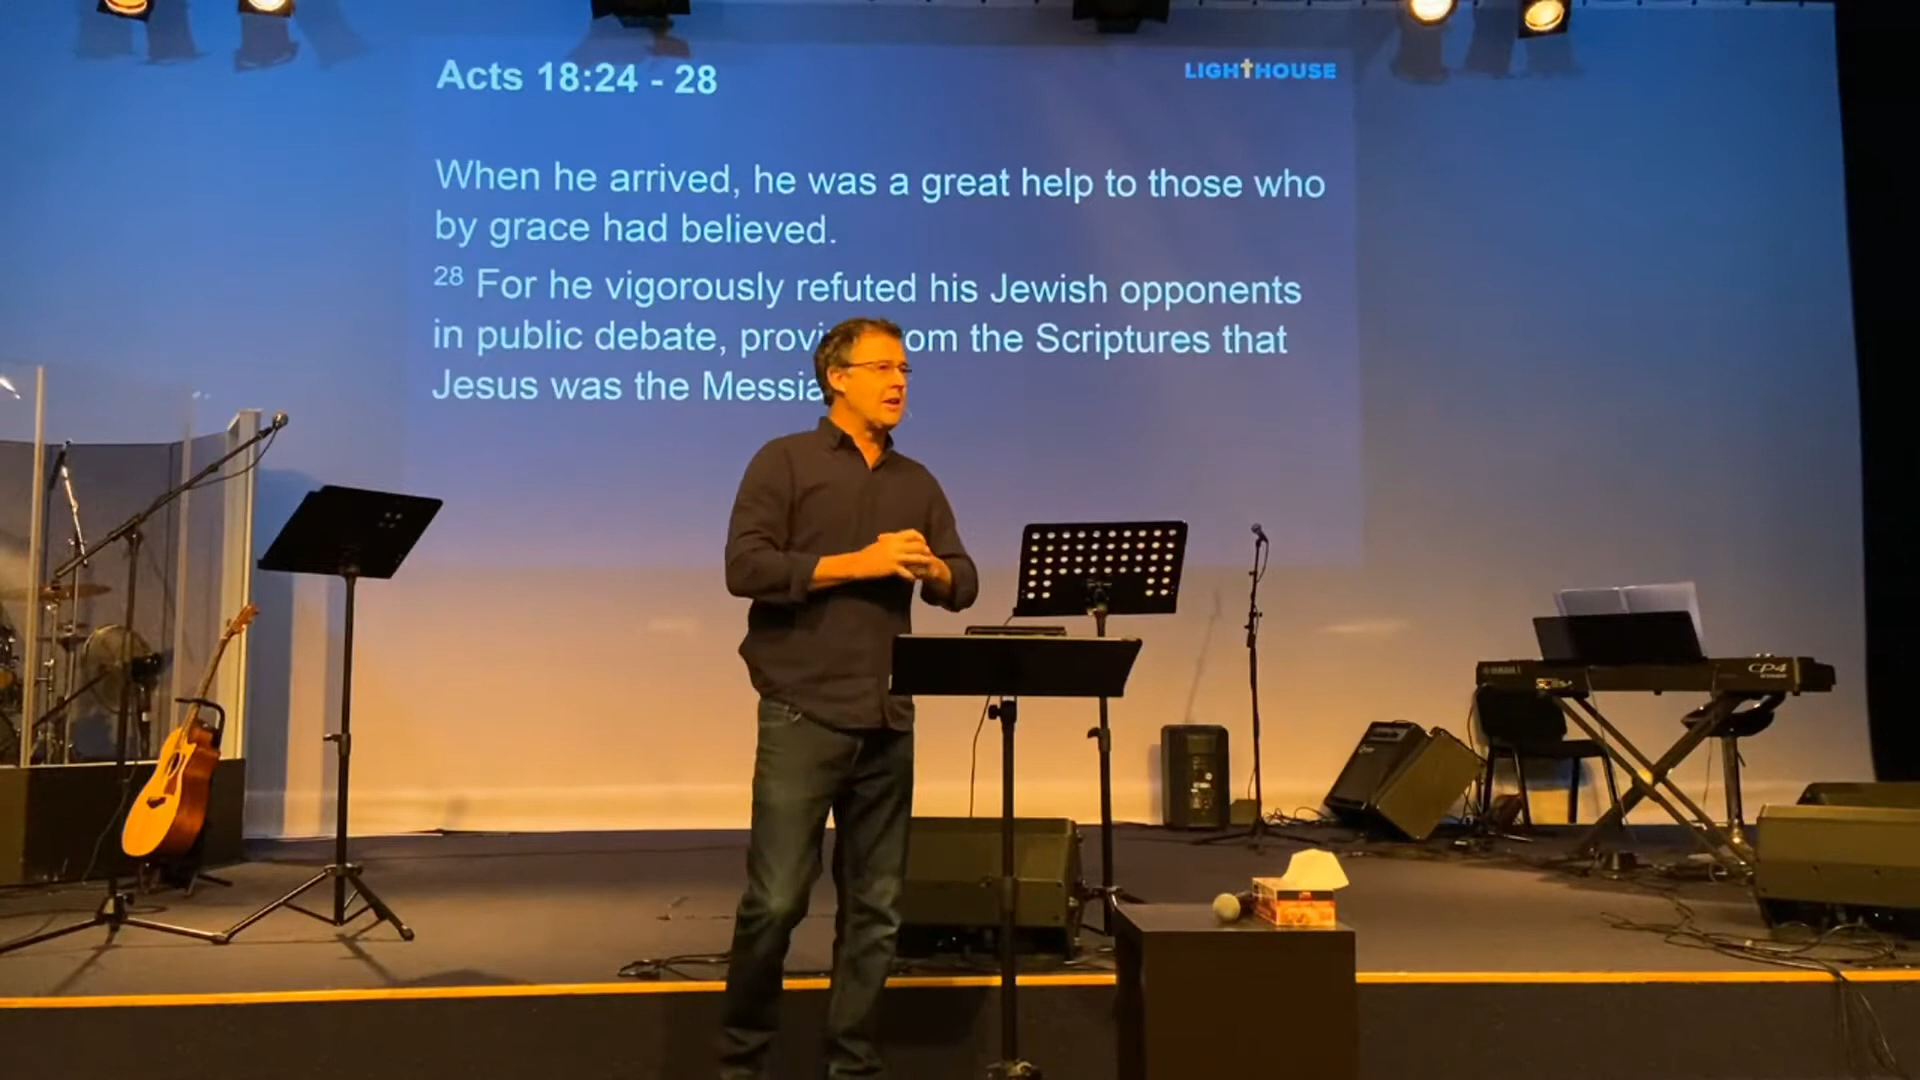 Acts 18:24 - 28
LIGHTHOUSE
When he arrived, he was a great help to those who
by grace had believed.
28 For he vigorously refuted his Jewish opponents
in public debate, provi om the Scriptures that
Jesus was the Messia
YAMAHA
CP4